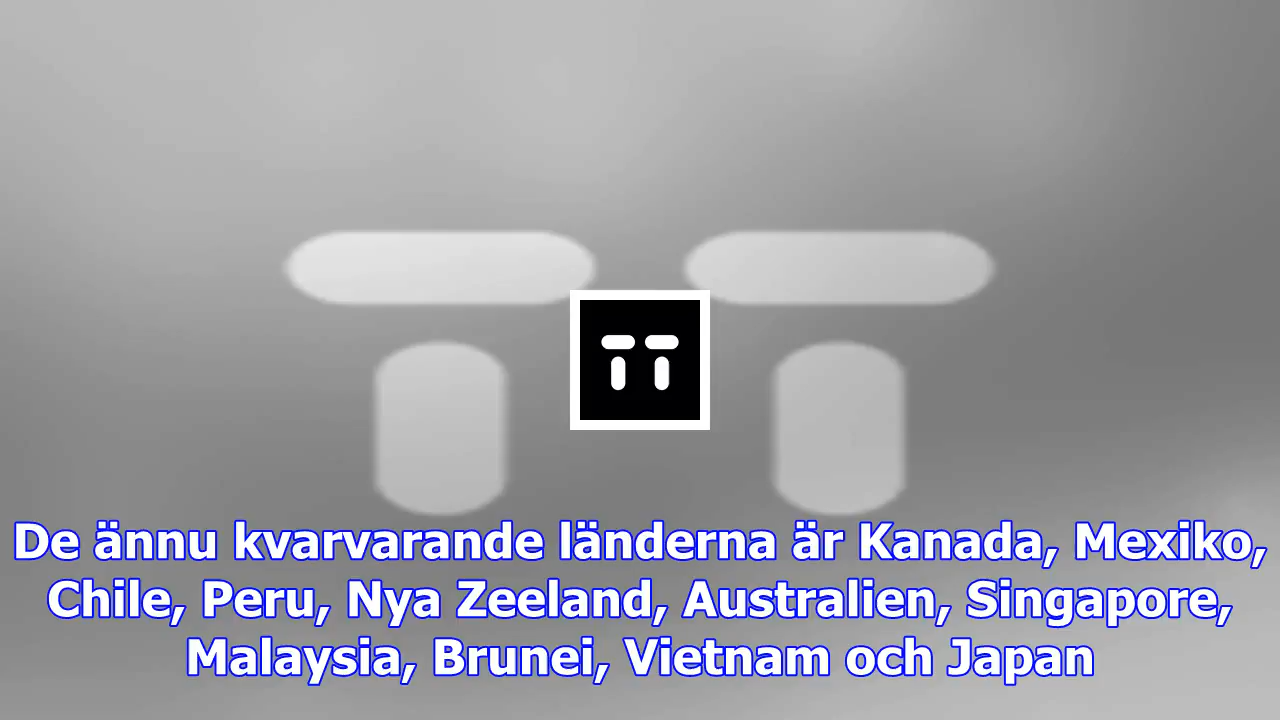 De ännu kvarvarande länderna är Kanada, Mexiko,
Chile, Peru, Nya Zeeland, Australien, Singapore,
Malaysia, Brunei, Vietnam och Japan